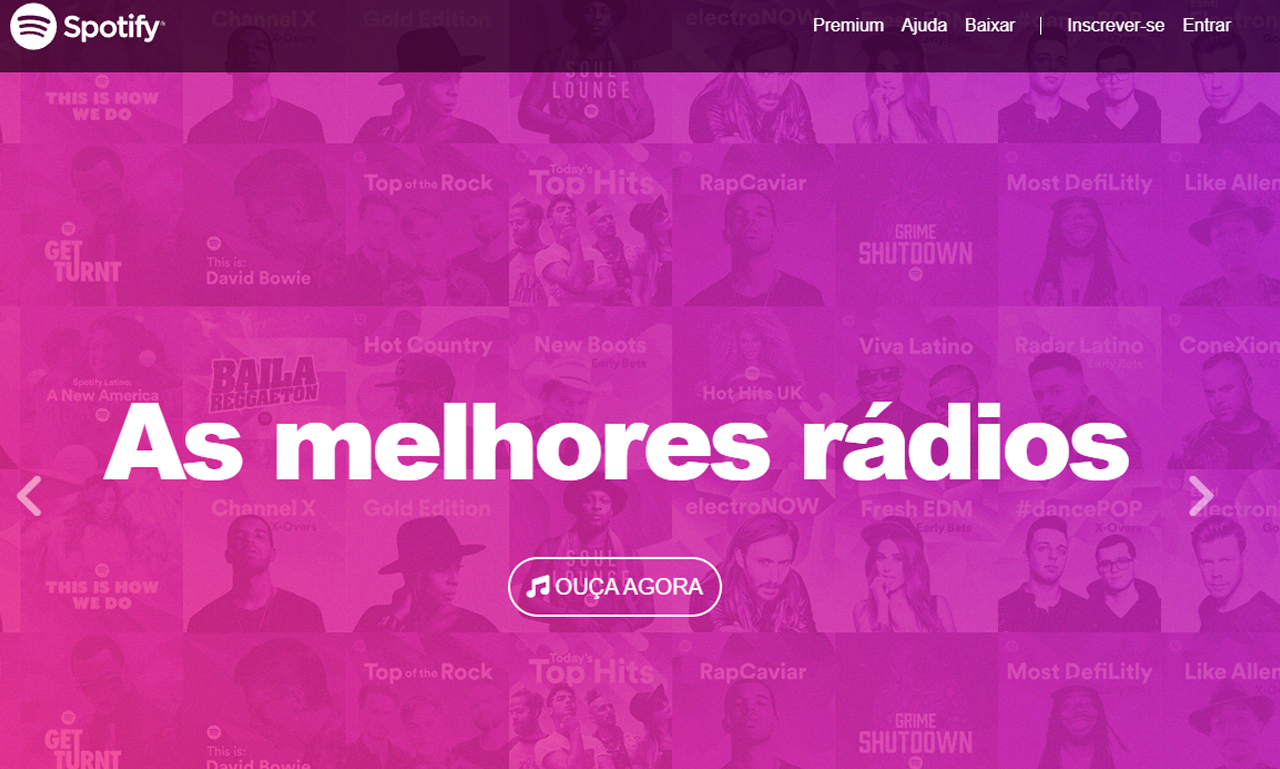 Spotify
Premium Ajuda Baixar | Inscrever-se Entrar
Channel X
X-Overs
Gold Edition
electroNOW
SOUL
LOUNGE
THIS IS HOW
WE DO
Top of the Rock
Today's
Top Hits
RapCaviar
Most DefiLitly
Like Allen
GRIME
SHUTDOWN
GET
TURNT
This is:
David Bowie
Hot Country
New Boots
Early Bets
Viva Latino
Radar Latino
Early Bets
ConeXion
Spotify Latino:
A New America
BAILA
REGGAETON
Hot Hits UK
As melhores rádios
Channel X
X-Overs
Gold Edition
electroNOW
Fresh EDM
Early Bets
#dancePOP
X-Overs
Electroni
SOUL
LOUNGE
THIS IS HOW
WE DO
OUÇA AGORA
Top of the Rock
Today's
Top Hits
RapCaviar
Most DefiLitly
Like Allen
GRIME
SHUTDOWN
GET
TURNT
This is:
David Bowie